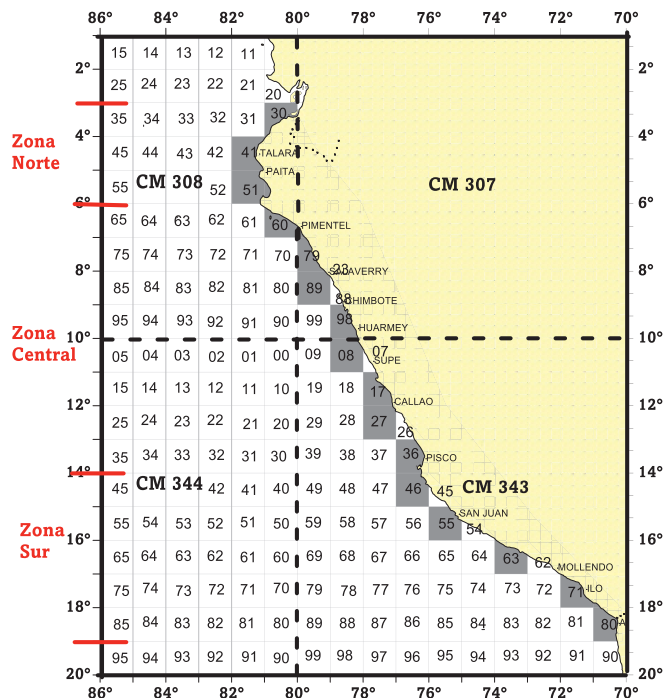 86° 84° 82° 80° 78° 76° 74° 72° 70°
15 14 13 12 11
2°
25 24 23 22 21 20
35 34 33 32 31 30
Zona
Norte
4°
45 44 43 42 41 TALARA
PAITA
55 CM 308 52 51
CM 307
6°
65 64 63 62 61 60 PIMENTEL
75 74 73 72 71 70 79
8°
23 SALAVERRY
85 84 83 82 81 80 89
88 CHIMBOTE
95 94 93 92 91 90 99 98
HUARMEY
Zona
Central
10°
05 04 03 02 01 00 09 08 07
SUPE
15 14 13 12 11 10 19 18 17
12°
CALLAO
25 24 23 22 21 20 29 28 27 26
35 34 33 32 31 30 39 38 37 36 PISCO
14°
45 CM 344 42 41 40 49 48 47 46 45 CM 343
Zona
Sur
SAN JUAN
55 54 53 52 51 50 59 58 57 56 55 54
16°
65 64 63 62 61 60 69 68 67 66 65 64 63 62
MOLLENDO
75 74 73 72 71 70 79 78 77 76 75 74 73 72 71 ILO
18°
85 84 83 82 81 80 89 88 87 86 85 84 83 82 81 80
95 94 93 92 91 90 99 98 97 96 95 94 93 92 91 90
20°
86° 84° 82° 80° 78° 76° 74° 72° 70°